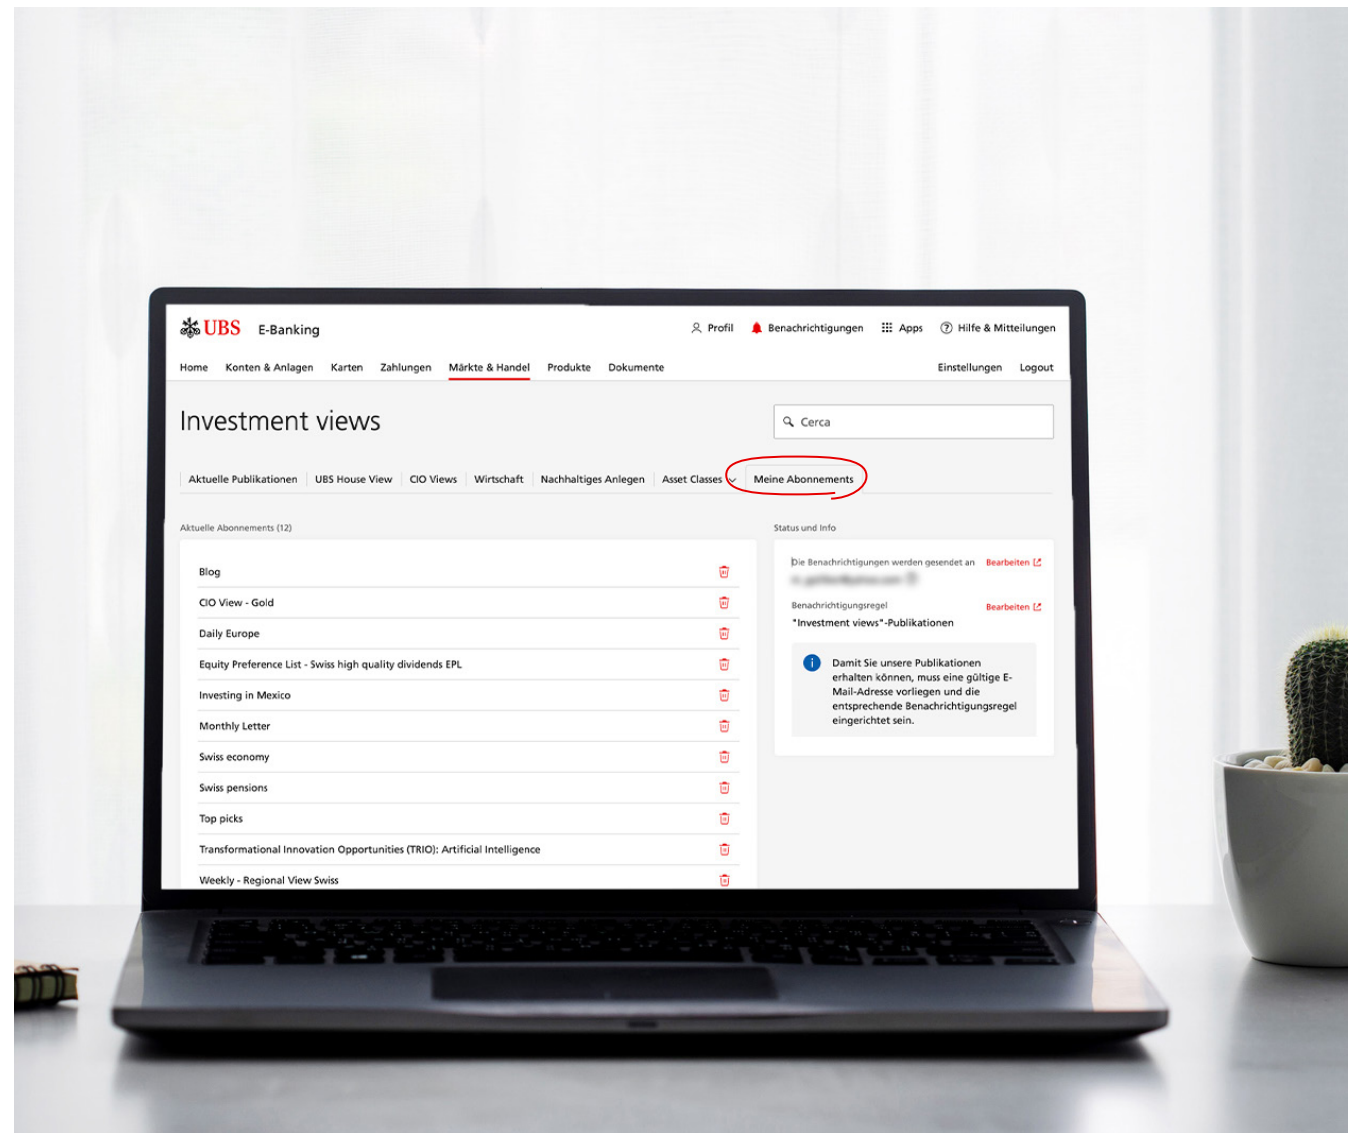 UBS E-Banking
Profil Benachrichtigungen Apps Hilfe & Mitteilungen
Home Konten & Anlagen Karten Zahlungen Märkte & Handel Produkte Dokumente Einstellungen Logout
Investment views
Cerca
Aktuelle Publikationen UBS House View CIO Views Wirtschaft Nachhaltiges Anlegen Asset Classes Meine Abonnements
Aktuelle Abonnements (12)
Blog
CIO View - Gold
Daily Europe
Equity Preference List - Swiss high quality dividends EPL
Investing in Mexico
Monthly Letter
Swiss economy
Swiss pensions
Top picks
Transformational Innovation Opportunities (TRIO): Artificial Intelligence
Weekly - Regional View Swiss
Status und Info
Die Benachrichtigungen werden gesendet an Bearbeiten
Benachrichtigungsregel Bearbeiten
"Investment views"-Publikationen
Damit Sie unsere Publikationen
erhalten können, muss eine gültige E-
Mail-Adresse vorliegen und die
entsprechende Benachrichtigungsregel
eingerichtet sein.